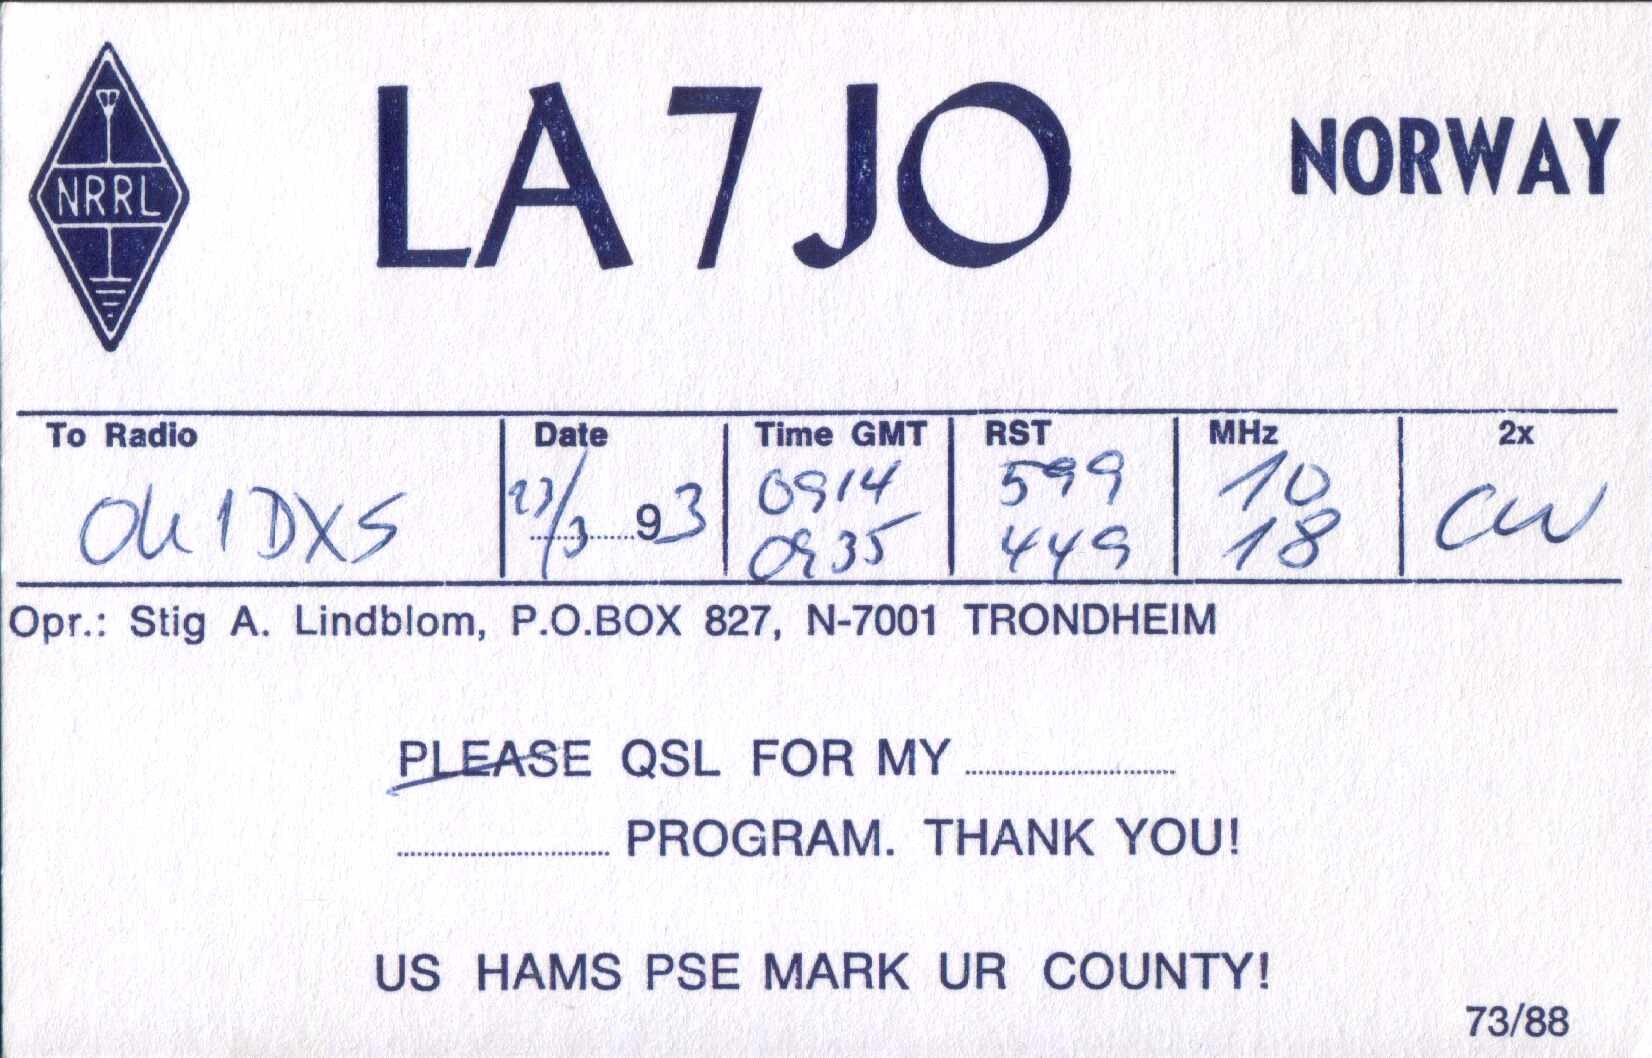 NRRL
LA7JO
NORWAY
To Radio Date Time GMT RST MHz 2x
OK1DXS 23/3 93 0914 599 10 CW
0935 449 18
Opr.: Stig A. Lindblom, P.O.BOX 827, N-7001 TRONDHEIM
PLEASE QSL FOR MY ....................
.................... PROGRAM. THANK YOU!
US HAMS PSE MARK UR COUNTY!
73/88